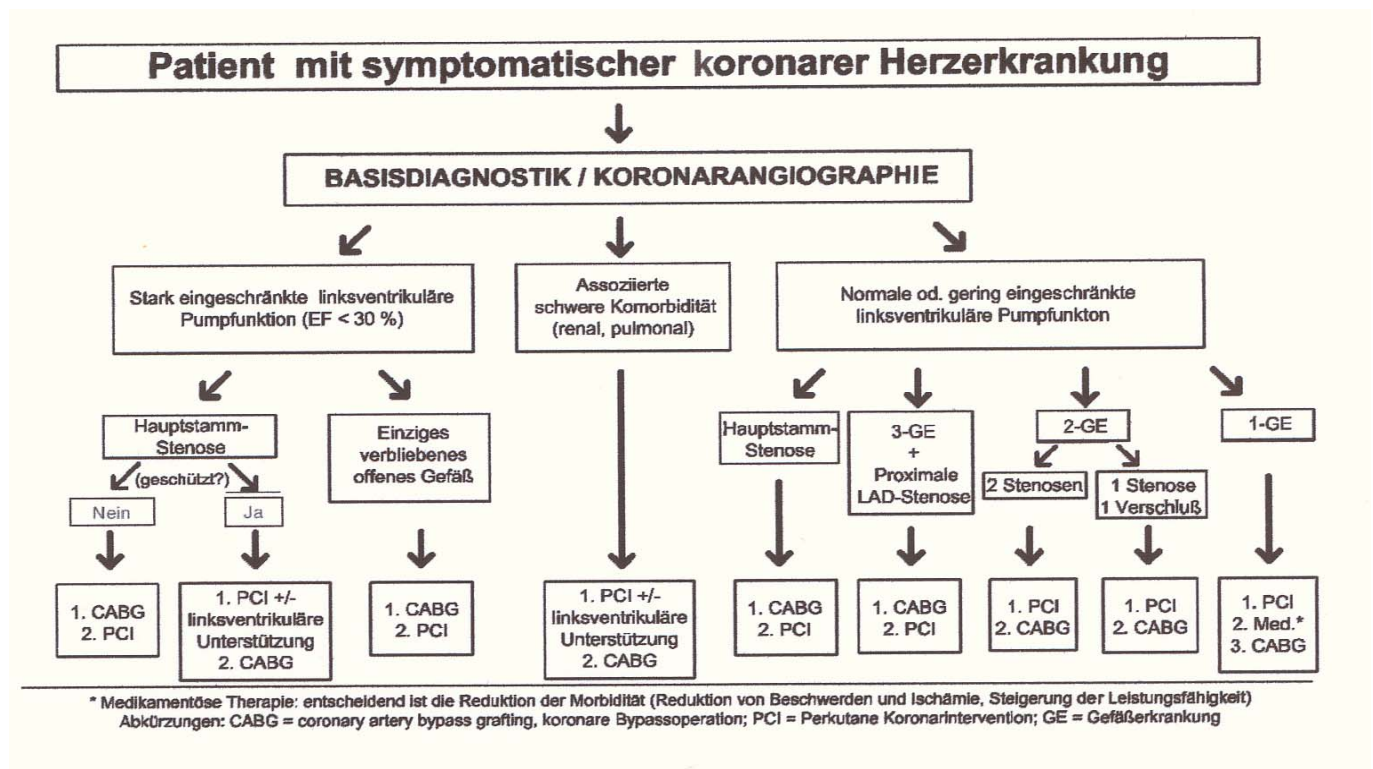 Patient mit symptomatischer koronarer Herzerkrankung
BASISDIAGNOSTIK / KORONARANGIOGRAPHIE
Stark eingeschränkte linksventrikuläre
Pumpfunktion (EF < 30 %)
Assoziierte
schwere Komorbidität
(renal, pulmonal)
Normale od. gering eingeschränkte
linksventrikuläre Pumpfunkton
Hauptstamm-
Stenose
(geschützt?)
Nein
Ja
Einziges
verbliebenes
offenes Gefäß
Hauptstamm-
Stenose
3-GE
+
Proximale
LAD-Stenose
2-GE
2 Stenosen
1 Stenose
1 Verschluß
1-GE
1. CABG
2. PCI
1. PCI +/-
linksventrikuläre
Unterstützung
2. CABG
1. CABG
2. PCI
1. PCI +/-
linksventrikuläre
Unterstützung
2. CABG
1. CABG
2. PCI
1. CABG
2. PCI
1. PCI
2. CABG
1. PCI
2. CABG
1. PCI
2. Med.*
3. CABG
* Medikamentöse Therapie: entscheidend ist die Reduktion der Morbidität (Reduktion von Beschwerden und Ischämie, Steigerung der Leistungsfähigkeit)
Abkürzungen: CABG = coronary artery bypass grafting, koronare Bypassoperation; PCI = Perkutane Koronarintervention; GE = Gefäßerkrankung